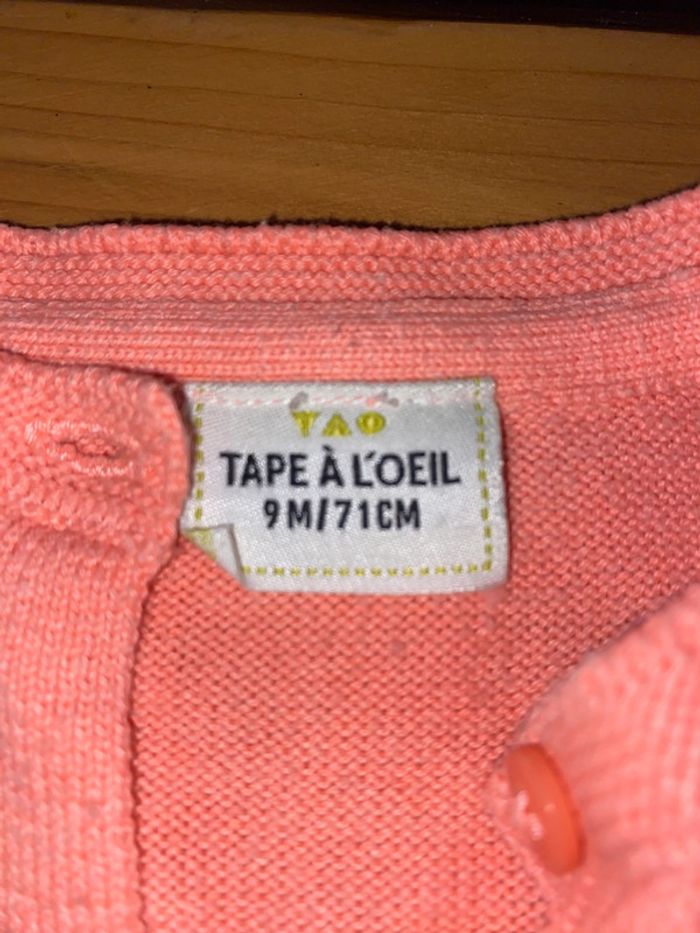 TAO
TAPE À L'OEIL
9M/71CM